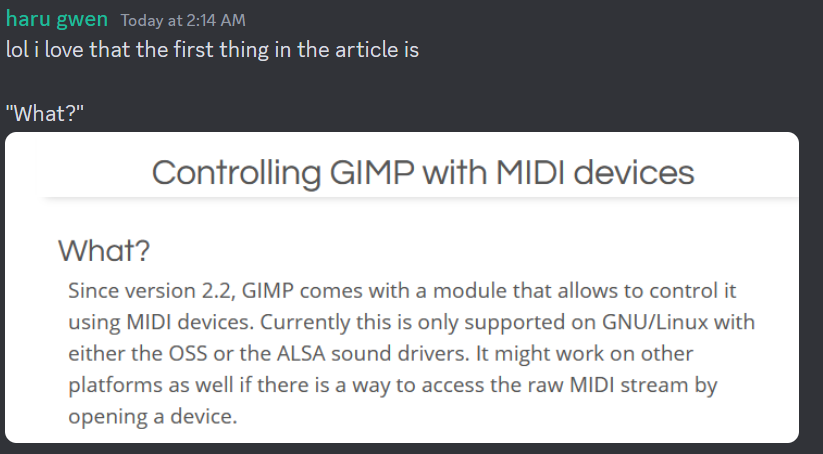 haru gwen Today at 2:14 AM
lol i love that the first thing in the article is
"What?"
Controlling GIMP with MIDI devices
What?
Since version 2.2, GIMP comes with a module that allows to control it
using MIDI devices. Currently this is only supported on GNU/Linux with
either the OSS or the ALSA sound drivers. It might work on other
platforms as well if there is a way to access the raw MIDI stream by
opening a device.